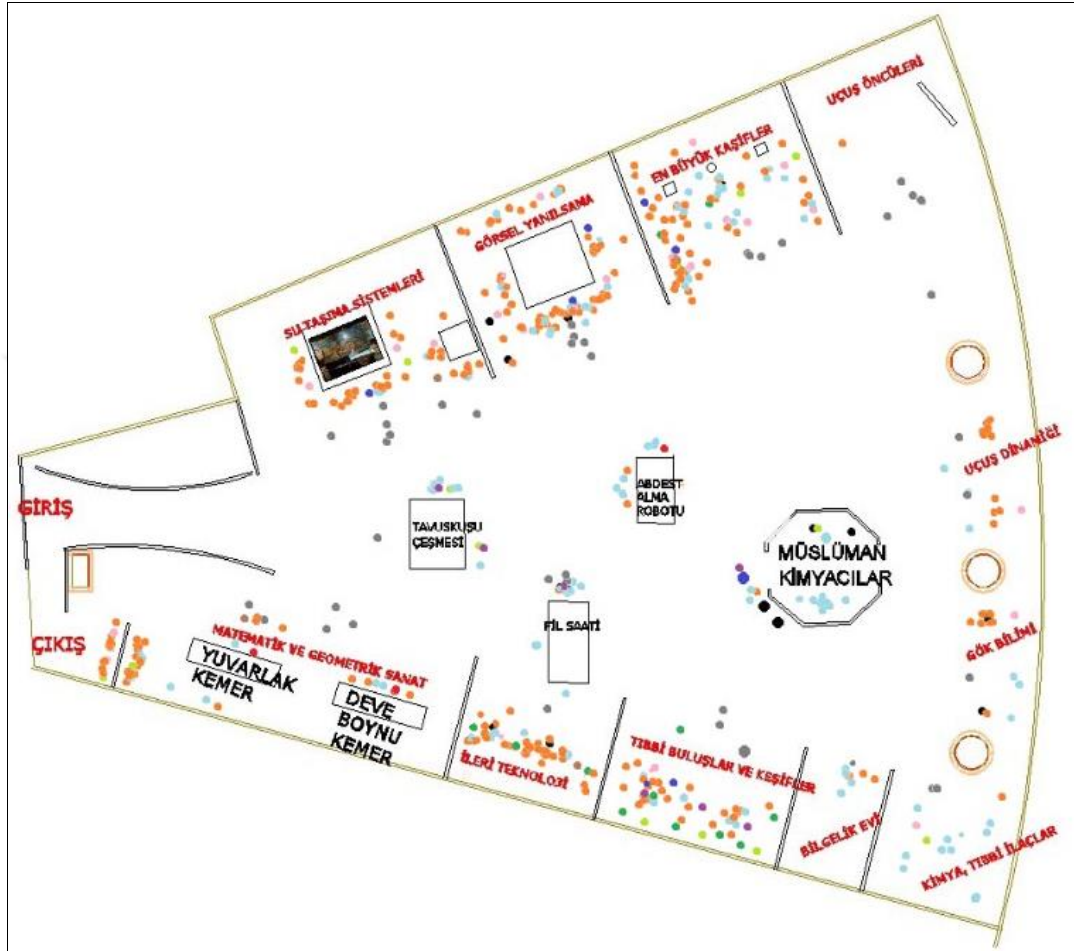 UÇUŞ ÖNCÜLERİ
EN BÜYÜK KAŞİFLER
GÖRSEL YANILSAMA
SU TAŞIMA SİSTEMLERİ
UÇUŞ DİNAMİĞİ
GİRİŞ
ABDEST
ALMA
ROBOTU
TAVUSKUŞU
ÇEŞMESİ
MÜSLÜMAN
KİMYACILAR
FİL SAATİ
ÇIKIŞ
MATEMATİK VE GEOMETRİK SANAT
YUVARLAK
KEMER
DEVE
BOYNU
KEMER
GÖK BİLİMİ
İLERİ TEKNOLOJİ
TIBBİ BULUŞLAR VE KEŞİFLER
BİLGELİK EVİ
KİMYA, TIBBİ İLAÇLAR